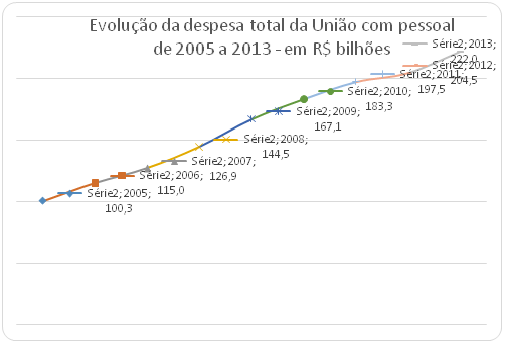 Evolução da despesa total da União com pessoal
de 2005 a 2013 - em R$ bilhões
Série2; 2013;
222,0
Série2; 2012;
204,5
Série2; 2011;
197,5
Série2; 2010;
183,3
Série2; 2009;
167,1
Série2; 2008;
144,5
Série2; 2007;
126,9
Série2; 2006;
115,0
Série2; 2005;
100,3